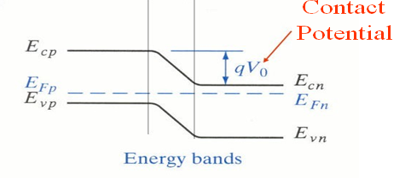 Contact
Potential
E_cp
qV_0
E_cn
E_Fp
E_Fn
E_vp
E_vn
Energy bands